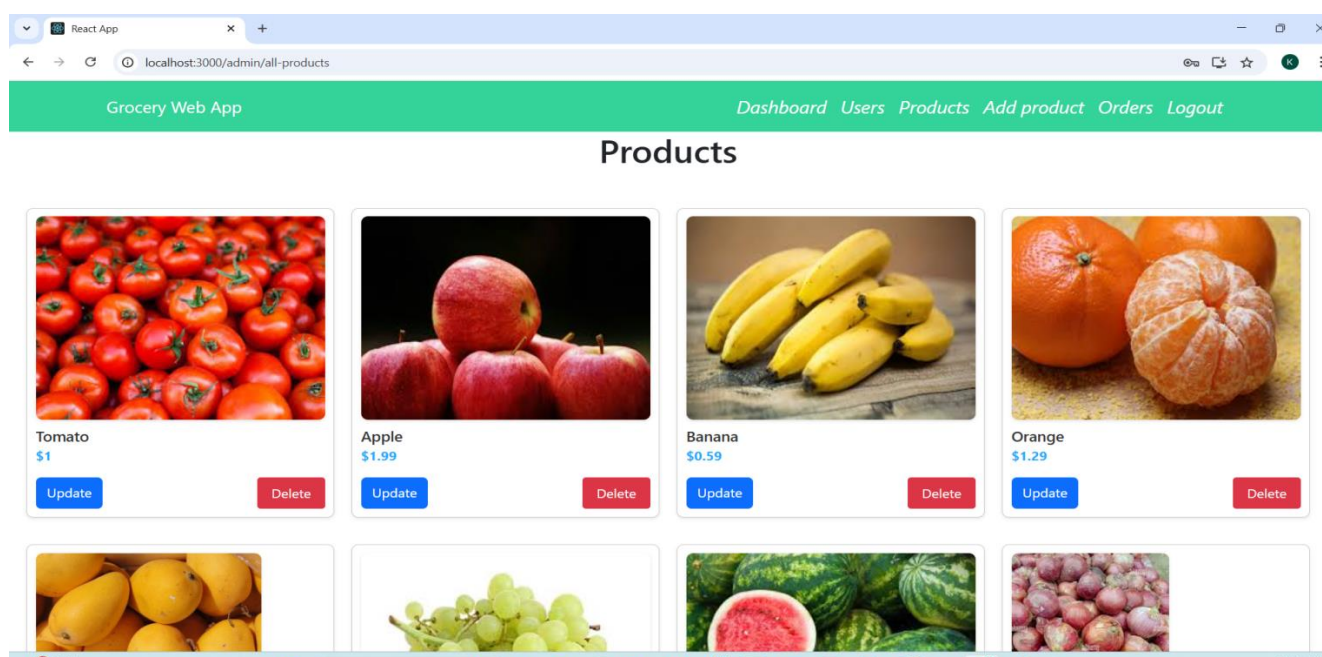 React App
localhost:3000/admin/all-products
K
Grocery Web App Dashboard Users Products Add product Orders Logout
Products
Tomato Apple Banana Orange
$1 $1.99 $0.59 $1.29
Update Delete Update Delete Update Delete Update Delete